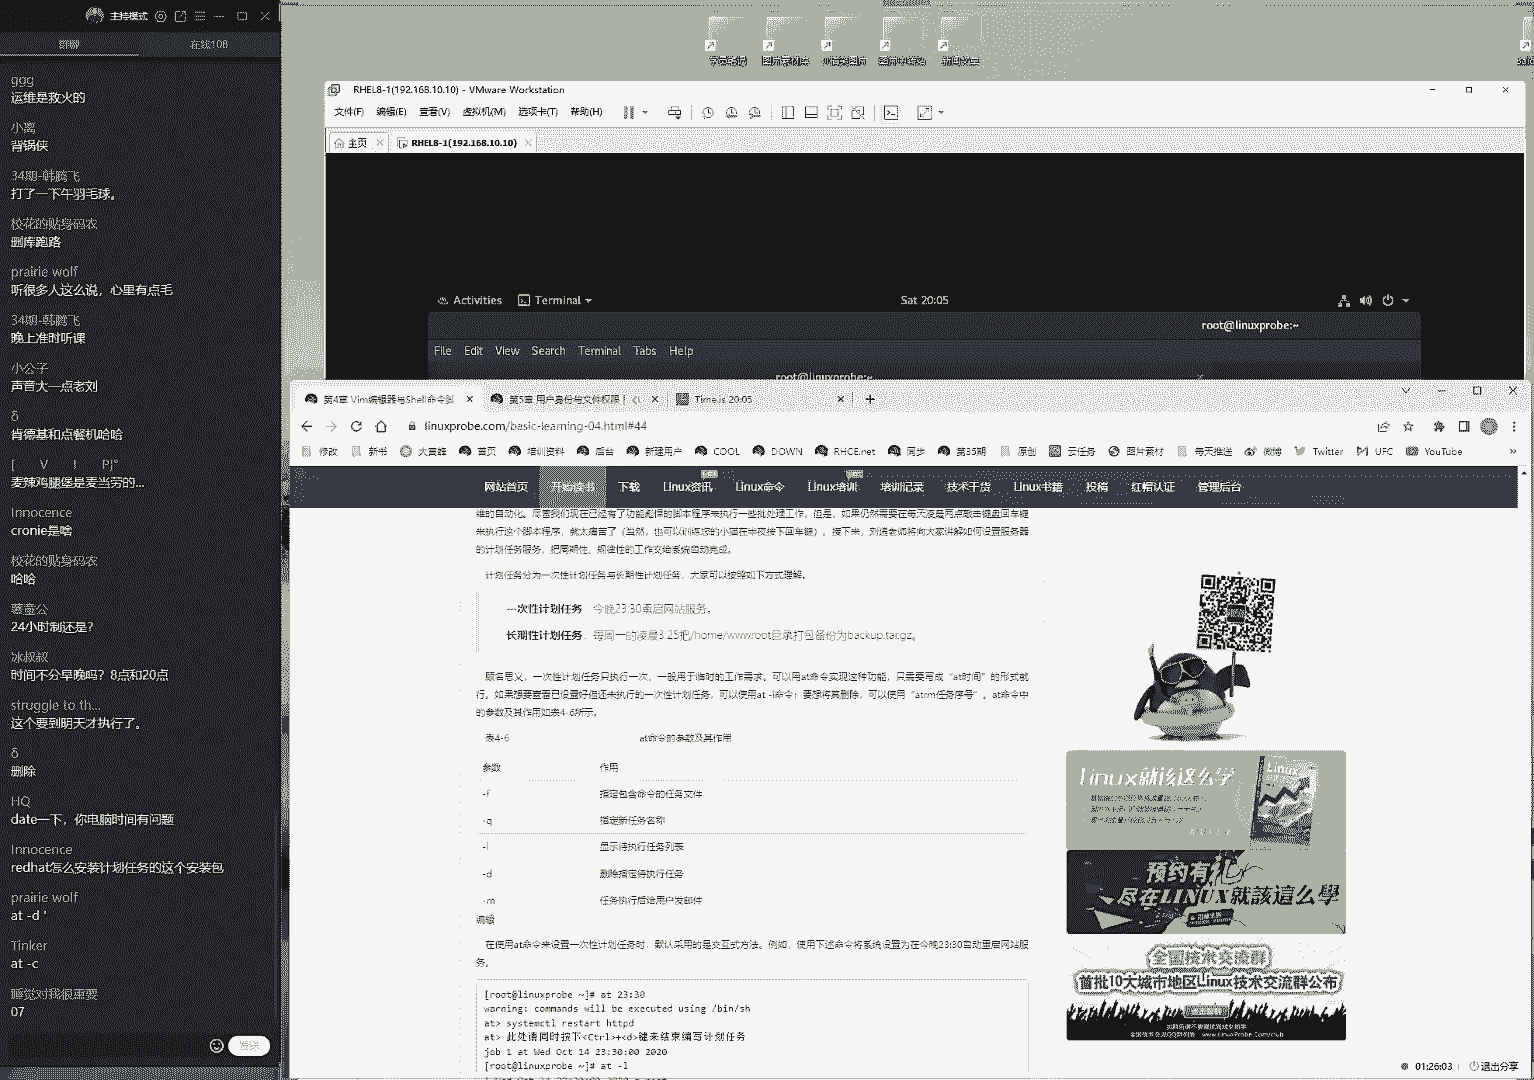 主持模式
群聊
在线108
ggg
运维是救火的
小离
背锅侠
34期-韩腾飞
打了一下午羽毛球。
校花的贴身码农
删库跑路
prairie wolf
听很多人这么说，心里有点毛
34期-韩腾飞
晚上准时听课
小公子
声音大一点老刘
δ
肯德基和点餐机哈哈
[ V ! P]°
麦辣鸡腿堡是麦当劳的...
Innocence
cronie是啥
校花的贴身码农
哈哈
24小时制还是？
冰叔叔
时间不分早晚吗？8点和20点
struggle to th...
这个要到明天才执行了。
δ
删除
HQ
date一下，你电脑时间有问题
Innocence
redhat怎么安装计划任务的这个安装包
prairie wolf
at -d '
Tinker
at -c
睡觉对我很重要
07
发送
RHEL8-1(192.168.10.10) - VMware Workstation
文件(F) 编辑(E) 查看(V) 虚拟机(M) 选项卡(T) 帮助(H)
主页 RHEL8-1(192.168.10.10)
Activities Terminal Sat 20:05
root@linuxprobe:~
File Edit View Search Terminal Tabs Help
root@linuxprobe:~
第4章 Vim编辑器与Shell命令脚 第5章 用户身份与文件权限 | 《L Time.is 20:05
linuxprobe.com/basic-learning-04.html#44
修改 新书 大黄蜂 首页 培训资料 后台 新建用户 COOL DOWN RHCE.net 同步 第35期 原创 云任务 图片素材 每天推送 微博 Twitter UFC YouTube
网站首页 开始读书 下载 Linux资讯 Linux命令 Linux培训 培训记录 技术干货 Linux书籍 投稿 红帽认证 管理后台
维的自动化。尽管我们现在已经有了功能彪悍的脚本程序来执行一些批处理工作，但是，如果仍然需要在每天凌晨两点敲击键盘回车键
来执行这个脚本程序，就太痛苦了（当然，也可以训练您的小猫在半夜按下回车键）。接下来，刘遄老师将向大家讲解如何设置服务器
的计划任务服务，把周期性、规律性的工作交给系统自动完成。
计划任务分为一次性计划任务与长期性计划任务，大家可以按照如下方式理解。
一次性计划任务：今晚23:30重启网站服务。
长期性计划任务：每周一的凌晨3:25把/home/wwwroot目录打包备份为backup.tar.gz。
顾名思义，一次性计划任务只执行一次，一般用于临时的工作需求。可以用at命令实现这种功能，只需要写成“at时间”的形式就
行。如果想要查看已设置好但还未执行的一次性计划任务，可以使用at -l命令；要想将其删除，可以使用“atrm任务序号”。at命令中
的参数及其作用如表4-6所示。
表4-6 at命令的参数及其作用
参数 作用
-f 指定包含命令的任务文件
-q 指定新任务名称
-l 显示待执行任务列表
-d 删除指定待执行任务
-m 任务执行后给用户发邮件
编辑
在使用at命令来设置一次性计划任务时，默认采用的是交互式方法。例如，使用下述命令将系统设置为在今晚23:30自动重启网站服
务。
[root@linuxprobe ~]# at 23:30
warning: commands will be executed using /bin/sh
at> systemctl restart httpd
at> 此处请同时按下<Ctrl>+<d>键来结束编写计划任务
job 1 at Wed Oct 14 23:30:00 2020
[root@linuxprobe ~]# at -l
Linux就该这么学
Linux
预约有礼
尽在LINUX就該這么學
全国技术交流群
首批10大城市地区Linux技术交流群公布
01:26:03 退出分享